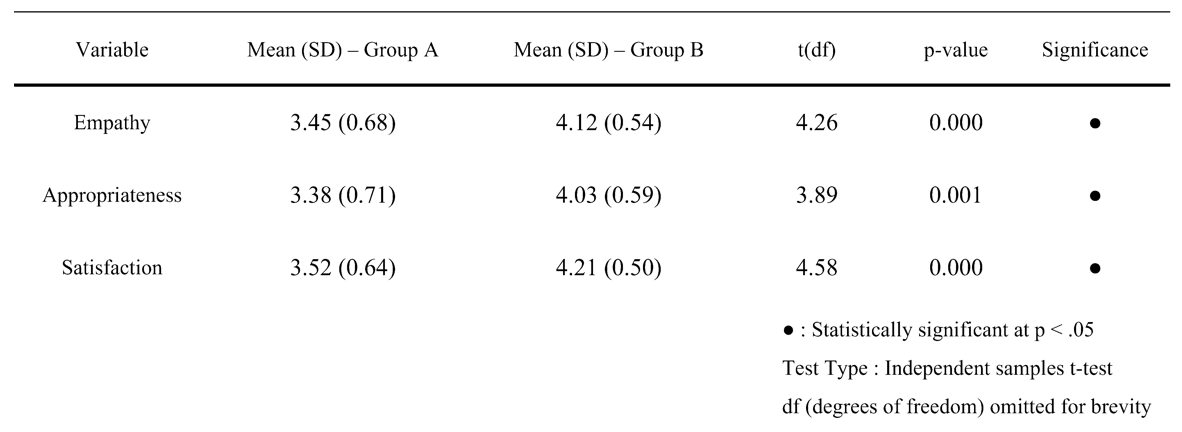 Variable Mean (SD) – Group A Mean (SD) – Group B t(df) p-value Significance
Empathy 3.45 (0.68) 4.12 (0.54) 4.26 0.000 ●
Appropriateness 3.38 (0.71) 4.03 (0.59) 3.89 0.001 ●
Satisfaction 3.52 (0.64) 4.21 (0.50) 4.58 0.000 ●
● : Statistically significant at p < .05
Test Type : Independent samples t-test
df (degrees of freedom) omitted for brevity